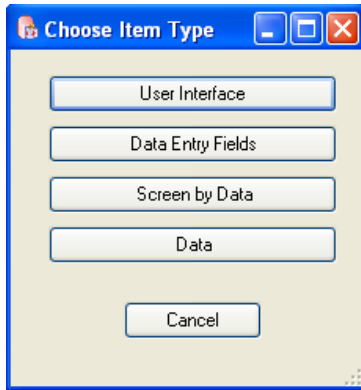 Choose Item Type
User Interface
Data Entry Fields
Screen by Data
Data
Cancel